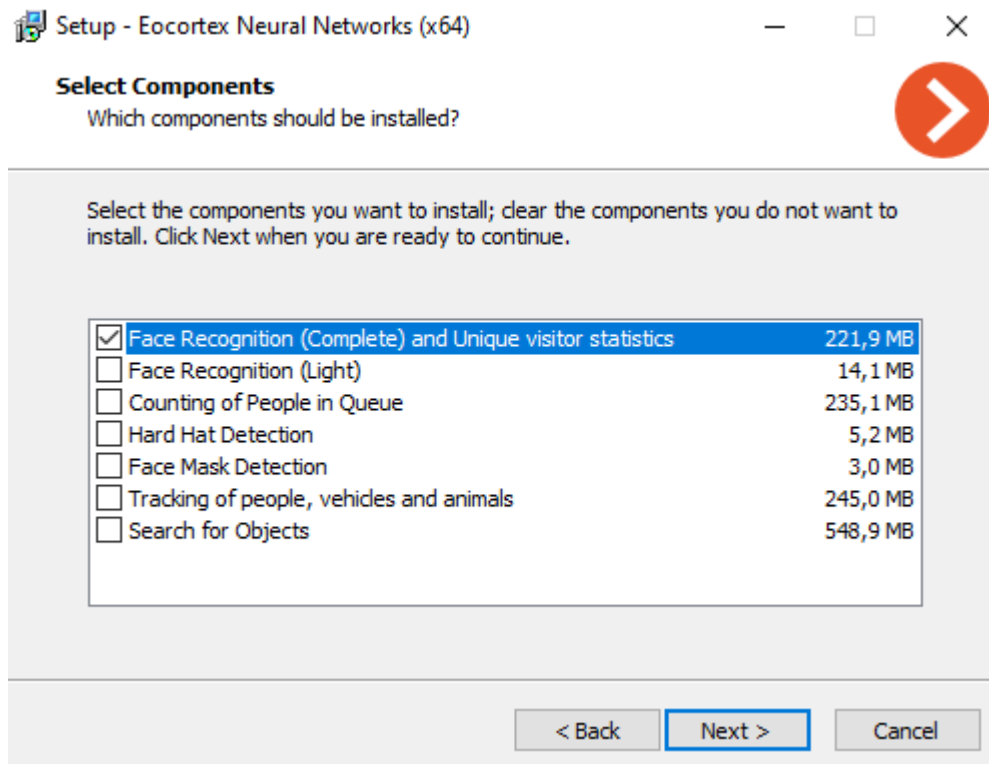 Setup - Eocortex Neural Networks (x64)
Select Components
Which components should be installed?
Select the components you want to install; clear the components you do not want to
install. Click Next when you are ready to continue.
Face Recognition (Complete) and Unique visitor statistics 221,9 MB
Face Recognition (Light) 14,1 MB
Counting of People in Queue 235,1 MB
Hard Hat Detection 5,2 MB
Face Mask Detection 3,0 MB
Tracking of people, vehicles and animals 245,0 MB
Search for Objects 548,9 MB
< Back Next > Cancel